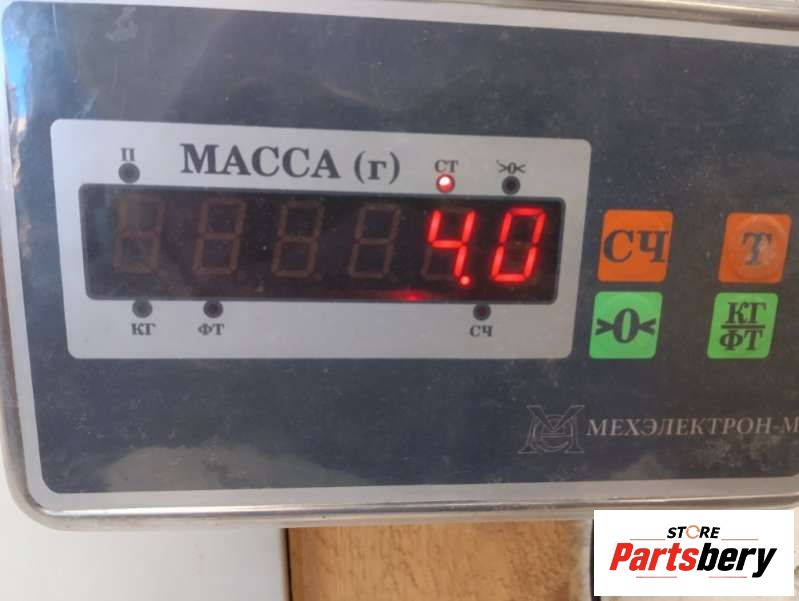 П
МАССА (г)
СТ
>0<
4.0
КГ
ФТ
СЧ
СЧ
Т
>0<
КГ
ФТ
МЕХЭЛЕКТРОН-М
STORE
Partsbery